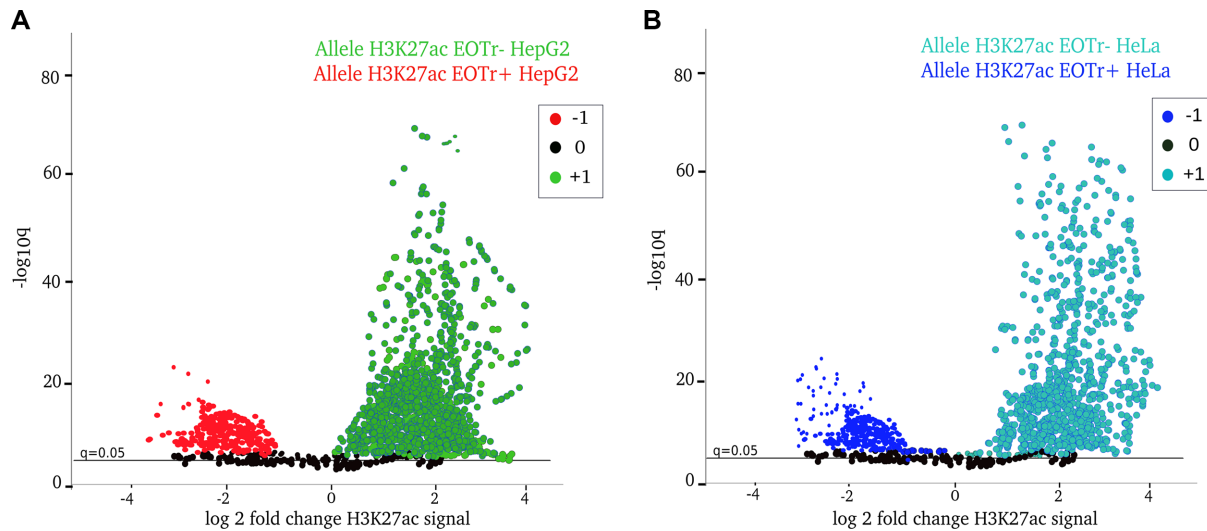 A
Allele H3K27ac EOTr- HepG2
Allele H3K27ac EOTr+ HepG2
-1
0
+1
80
60
40
20
0
-log10q
q=0.05
-4 -2 0 2 4
log 2 fold change H3K27ac signal
B
Allele H3K27ac EOTr- HeLa
Allele H3K27ac EOTr+ HeLa
-1
0
+1
80
60
40
20
0
-log10q
q=0.05
-4 -2 0 2 4
log 2 fold change H3K27ac signal